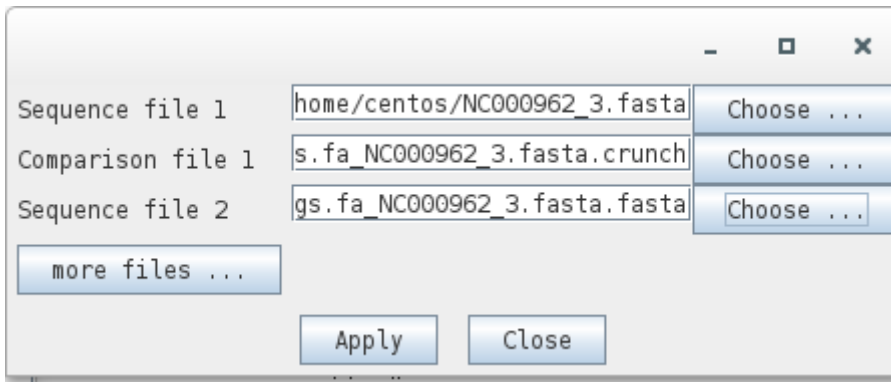 Sequence file 1 home/centos/NC000962_3.fasta Choose ...
Comparison file 1 s.fa_NC000962_3.fasta.crunch Choose ...
Sequence file 2 gs.fa_NC000962_3.fasta.fasta Choose ...
more files ...
Apply Close